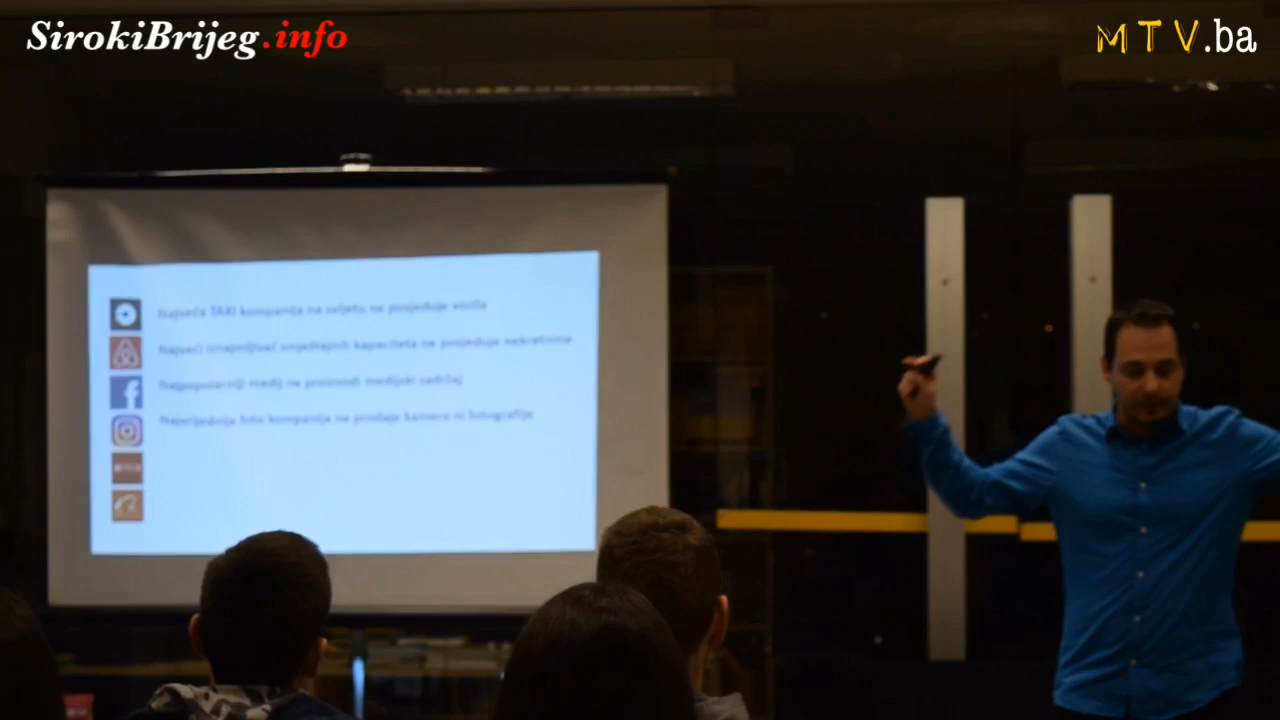 SirokiBrijeg.info
MTV.ba
Najveća TAXI kompanija na svijetu ne posjeduje vozila
Najveći iznajmljivač smještajnih kapaciteta ne posjeduje nekretnine
Najpopularniji medij ne proizvodi medijski sadržaj
Najvrijednija foto kompanija ne prodaje kamere ni fotografije